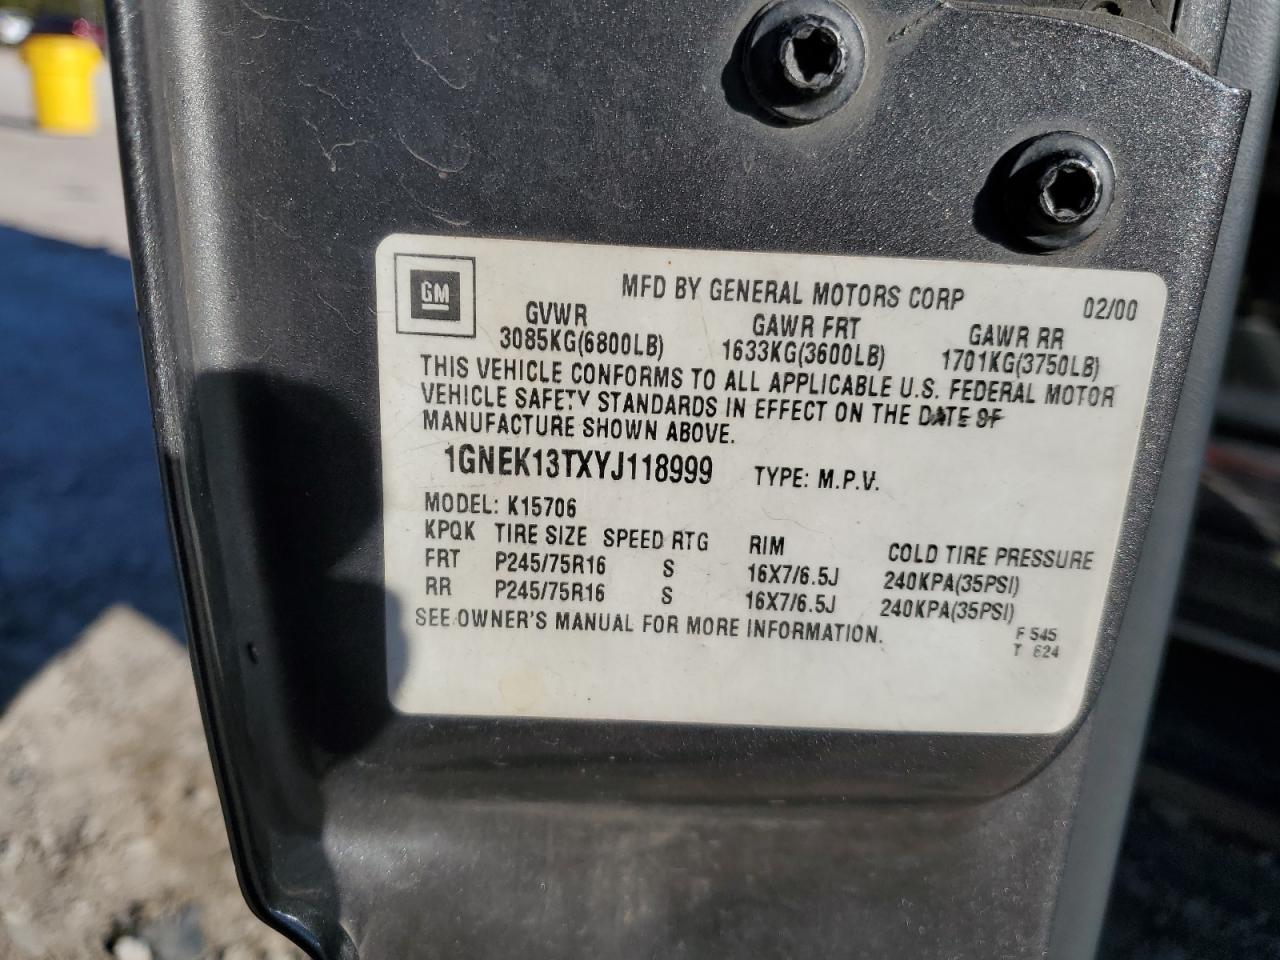 GM
MFD BY GENERAL MOTORS CORP 02/00
GVWR GAWR FRT GAWR RR
3085KG(6800LB) 1633KG(3600LB) 1701KG(3750LB)
THIS VEHICLE CONFORMS TO ALL APPLICABLE U.S. FEDERAL MOTOR
VEHICLE SAFETY STANDARDS IN EFFECT ON THE DATE OF
MANUFACTURE SHOWN ABOVE.
1GNEK13TXYJ118999 TYPE: M.P.V.
MODEL: K15706
KPQK TIRE SIZE SPEED RTG RIM COLD TIRE PRESSURE
FRT P245/75R16 S 16X7/6.5J 240KPA(35PSI)
RR P245/75R16 S 16X7/6.5J 240KPA(35PSI)
SEE OWNER'S MANUAL FOR MORE INFORMATION.
F 545
T 624